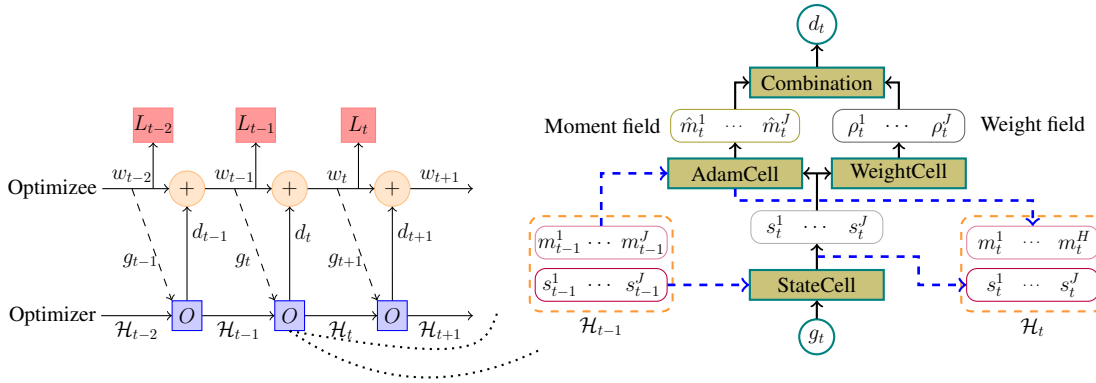 L_{t−2} L_{t−1} L_t
Optimizee w_{t−2} + w_{t−1} + w_t + w_{t+1}
d_{t−1} d_t d_{t+1}
g_{t−1} g_t g_{t+1}
Optimizer O O O
ℋ_{t−2} ℋ_{t−1} ℋ_t ℋ_{t+1}
d_t
Combination
Moment field m̂_t^1 ⋯ m̂_t^J ρ_t^1 ⋯ ρ_t^J Weight field
AdamCell WeightCell
m_{t−1}^1 ⋯ m_{t−1}^J s_t^1 ⋯ s_t^J m_t^1 ⋯ m_t^H
s_{t−1}^1 ⋯ s_{t−1}^J StateCell s_t^1 ⋯ s_t^J
ℋ_{t−1} g_t ℋ_t